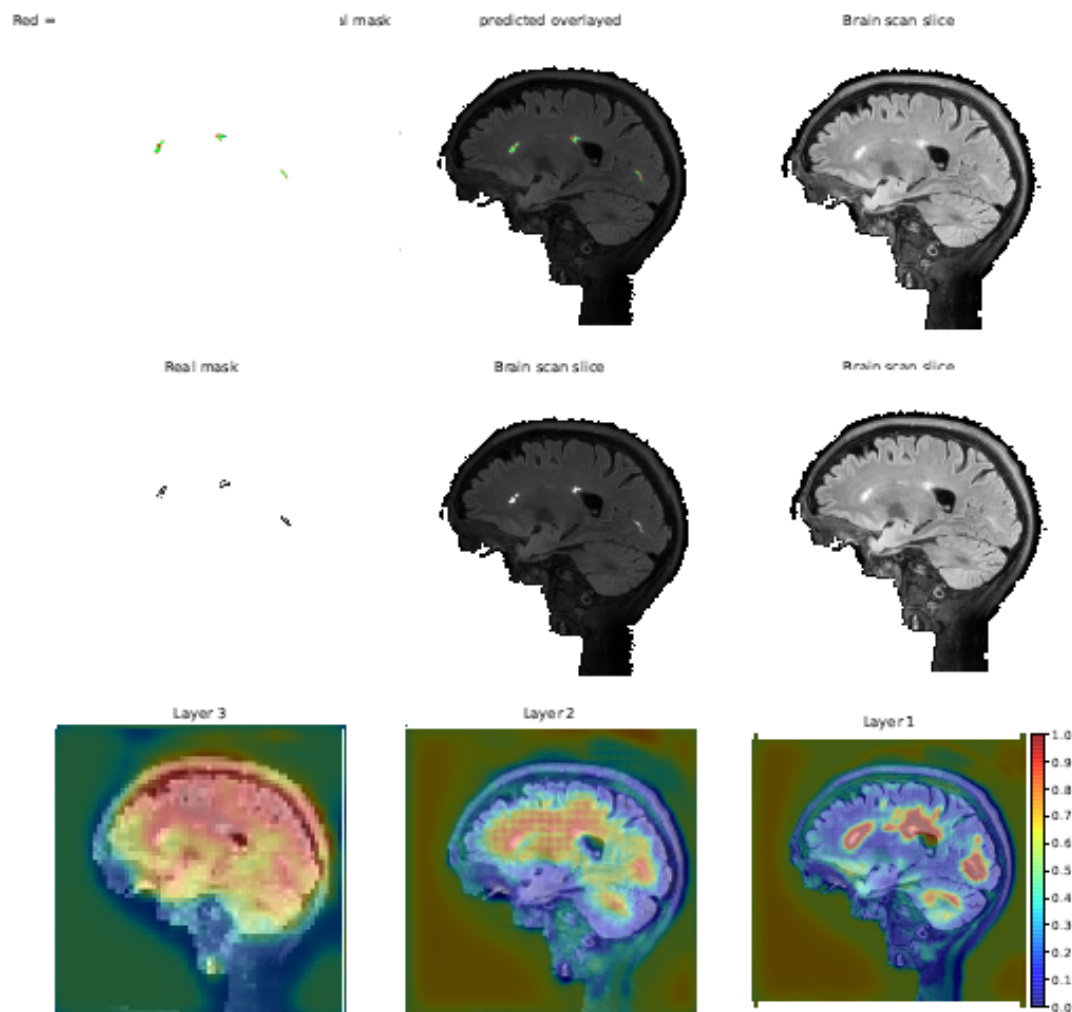 Red = al mask
predicted overlayed
Brain scan slice
Real mask
Brain scan slice
Brain scan slice
Layer 3
Layer 2
Layer 1
1.0
0.9
0.8
0.7
0.6
0.5
0.4
0.3
0.2
0.1
0.0